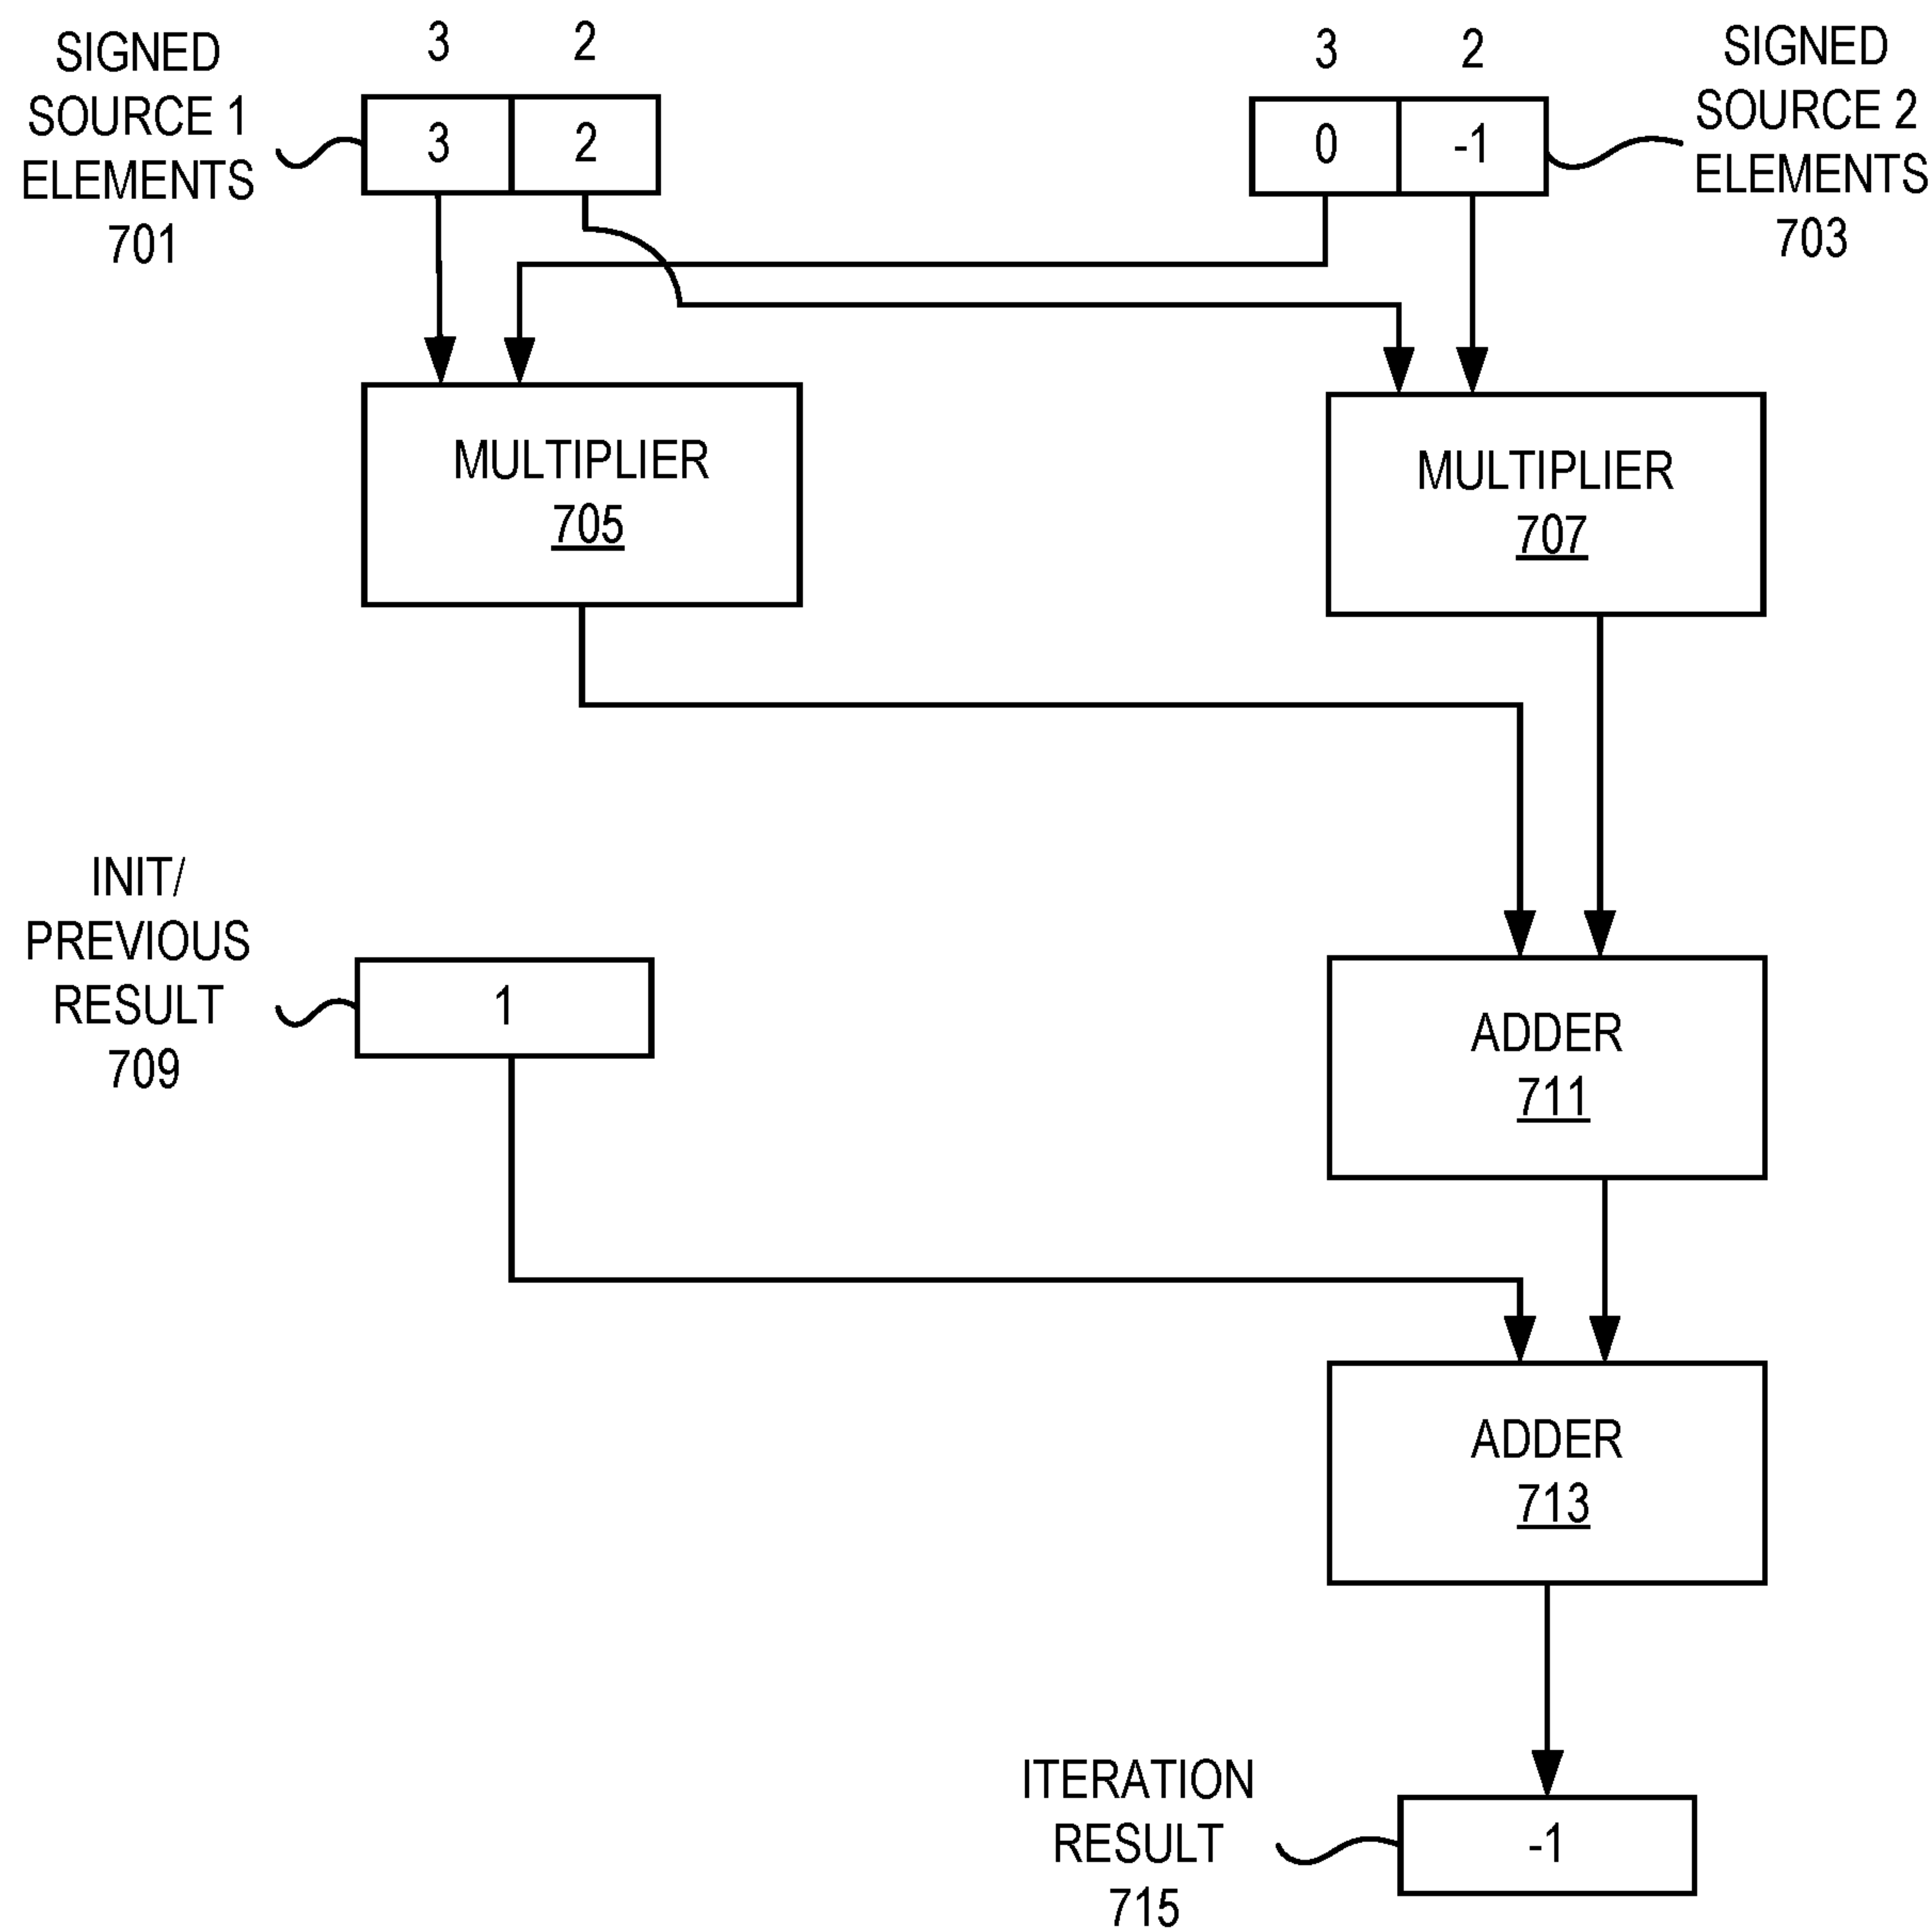 SIGNED
SOURCE 1
ELEMENTS
701
3 2
3 2
3 2
0 -1
SIGNED
SOURCE 2
ELEMENTS
703
MULTIPLIER
705
MULTIPLIER
707
INIT/
PREVIOUS
RESULT
709
1
ADDER
711
ADDER
713
ITERATION
RESULT
715
-1